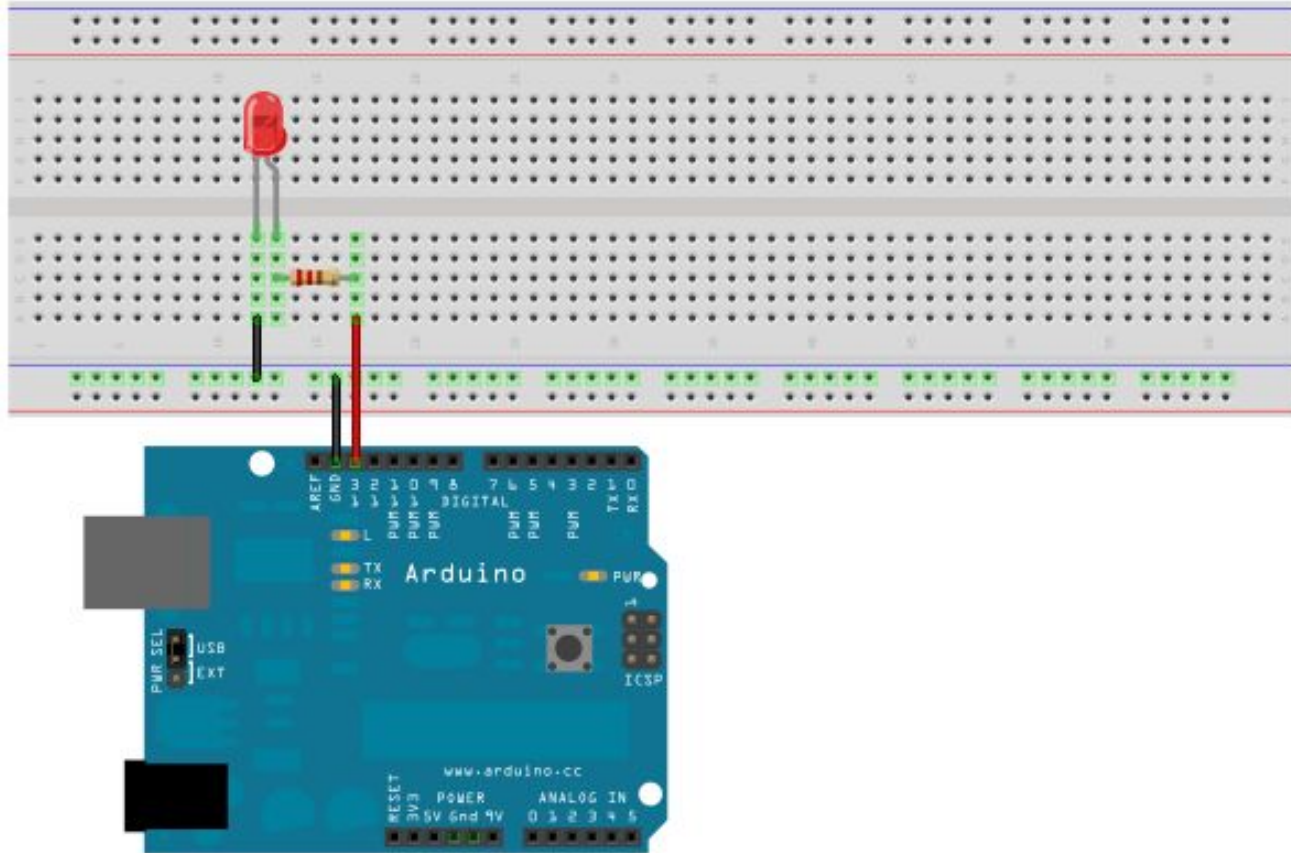 AREF
GND
13
12
11
10
9
8
7
6
5
4
3
2
1
0
PWM
PWM
PWM
PWM
PWM
PWM
TX
RX
DIGITAL
L
TX
RX
Arduino
PWR
1
ICSP
PWR SEL
USB
EXT
www.arduino.cc
RESET
3V3
POWER
5V Gnd 9V
ANALOG IN
0 1 2 3 4 5